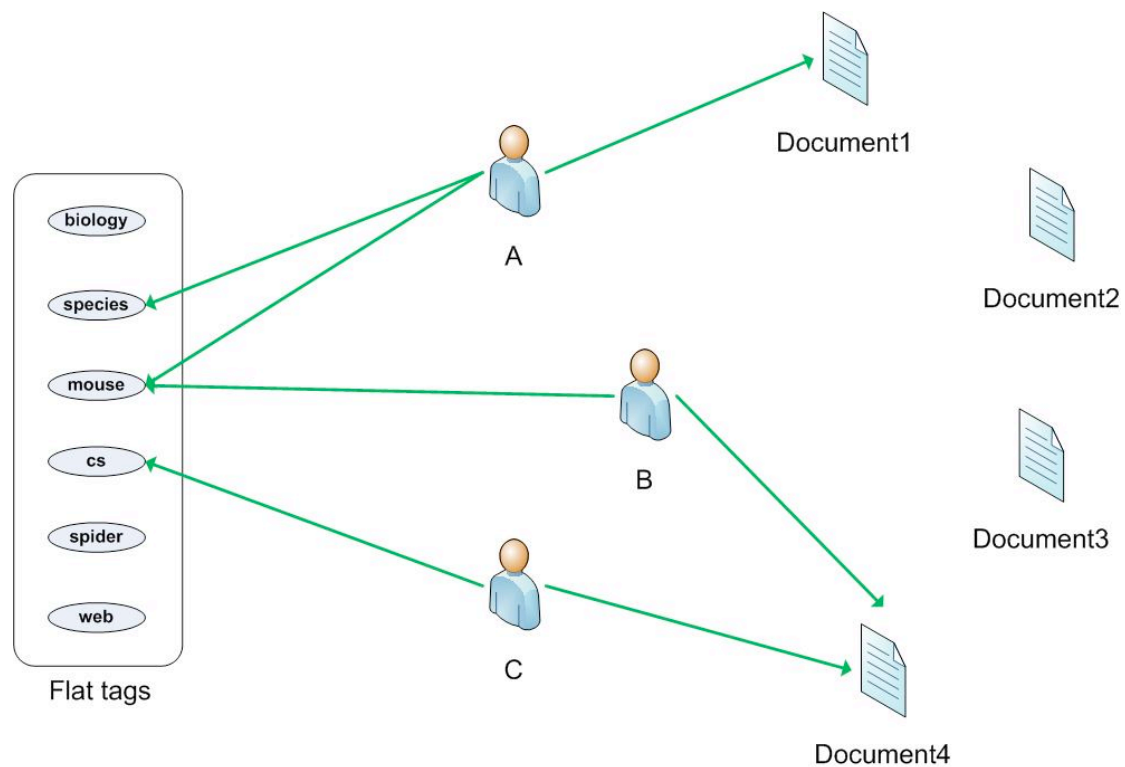 Document1
A
biology
species
mouse
cs
spider
web
Flat tags
Document2
B
Document3
C
Document4